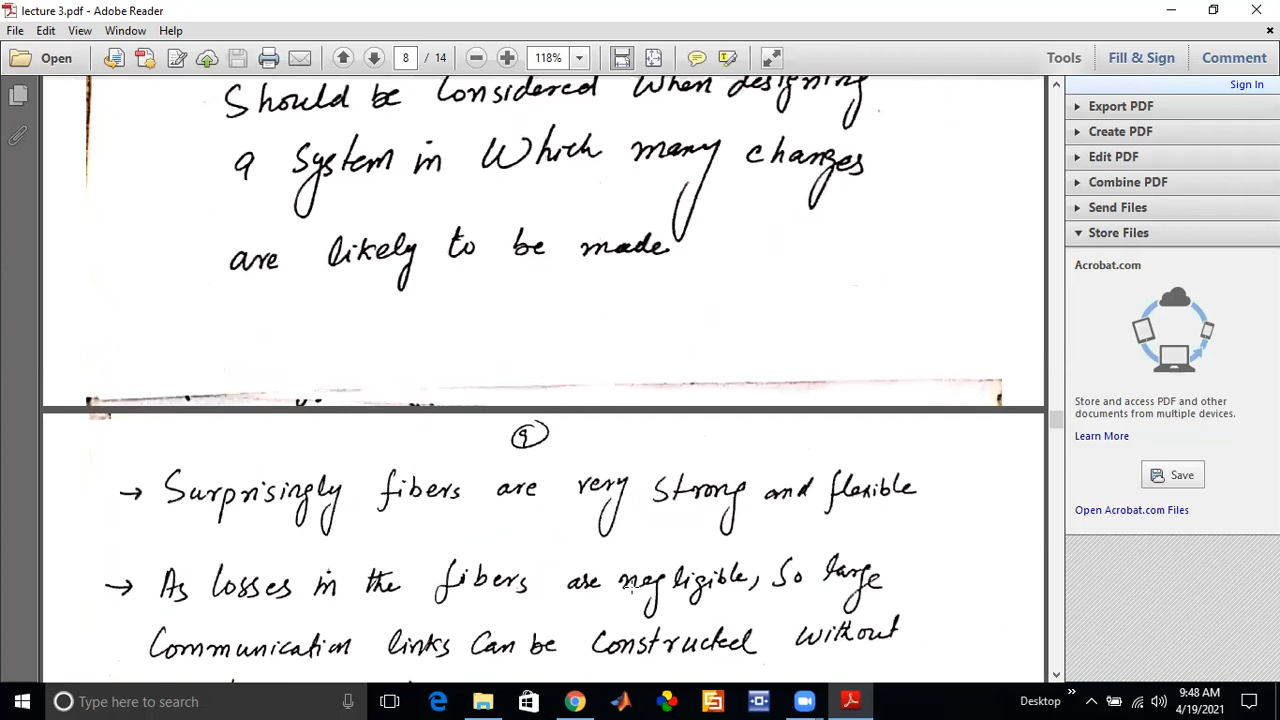 lecture 3.pdf - Adobe Reader
File Edit View Window Help
Open 8 / 14 118% Tools Fill & Sign Comment
Sign In
Should be Considered When designing
a System in Which many changes
are likely to be made
9
→ Surprisingly fibers are very Strong and flexible
→ As losses in the fibers are negligible, So large
Communication links Can be Constructed without
Export PDF
Create PDF
Edit PDF
Combine PDF
Send Files
Store Files
Acrobat.com
Store and access PDF and other
documents from multiple devices.
Learn More
Save
Open Acrobat.com Files
Type here to search
Desktop
9:48 AM
4/19/2021